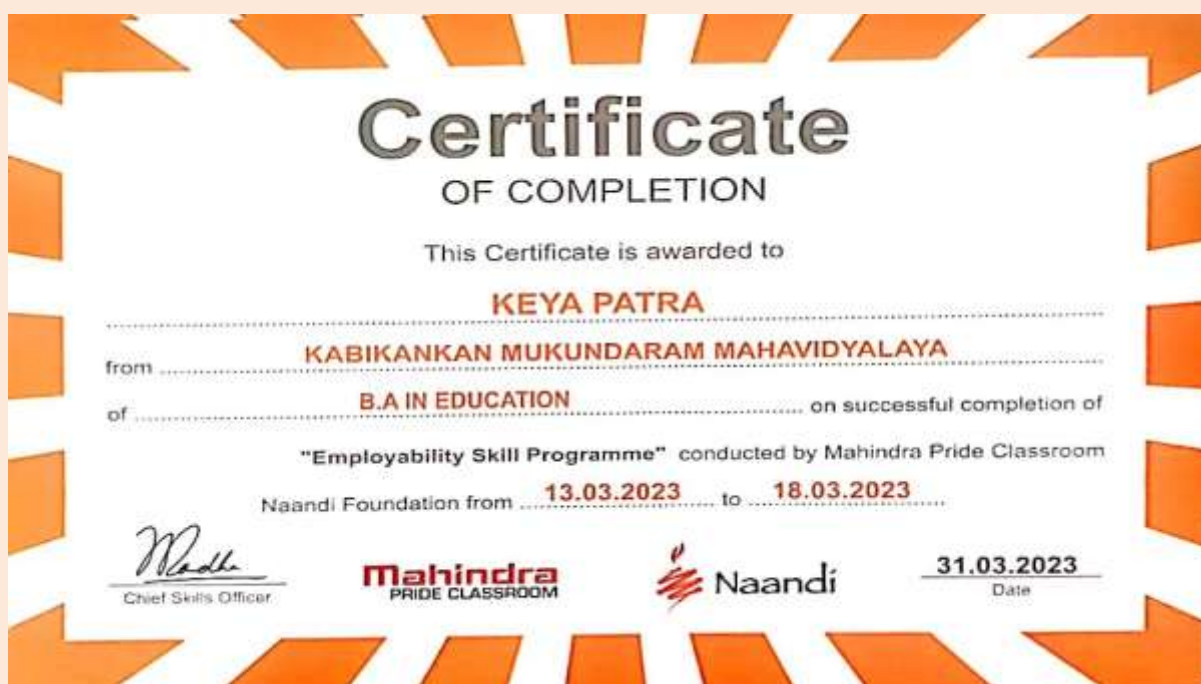 Certificate
OF COMPLETION
This Certificate is awarded to
KEYA PATRA
from KABIKANKAN MUKUNDARAM MAHAVIDYALAYA
of B.A IN EDUCATION on successful completion of
"Employability Skill Programme" conducted by Mahindra Pride Classroom
Naandi Foundation from 13.03.2023 to 18.03.2023
Madhu
Chief Skills Officer
Mahindra
PRIDE CLASSROOM
Naandi
31.03.2023
Date